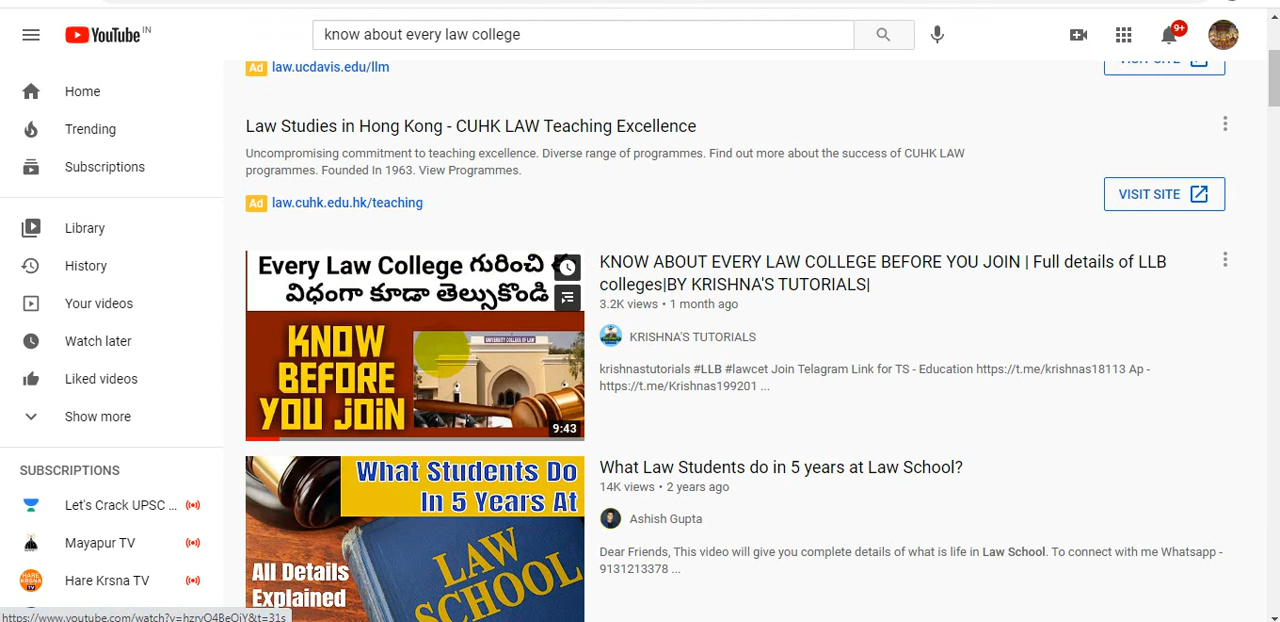 YouTube IN
know about every law college
9+
Home
Trending
Subscriptions
Library
History
Your videos
Watch later
Liked videos
Show more
SUBSCRIPTIONS
Let's Crack UPSC ...
Mayapur TV
Hare Krsna TV
Ad law.ucdavis.edu/llm
VISIT SITE
Law Studies in Hong Kong - CUHK LAW Teaching Excellence
Uncompromising commitment to teaching excellence. Diverse range of programmes. Find out more about the success of CUHK LAW
programmes. Founded In 1963. View Programmes.
Ad law.cuhk.edu.hk/teaching
VISIT SITE
Every Law College గురించి ఈ
విధంగా కూడా తెల్సుకొండి
KNOW
BEFORE
YOU JOiN
UNIVERSITY COLLEGE OF LAW
9:43
KNOW ABOUT EVERY LAW COLLEGE BEFORE YOU JOIN | Full details of LLB
colleges|BY KRISHNA'S TUTORIALS|
3.2K views • 1 month ago
KRISHNA'S TUTORIALS
krishnastutorials #LLB #lawcet Join Telagram Link for TS - Education https://t.me/krishnas18113 Ap -
https://t.me/Krishnas199201 ...
What Students Do
In 5 Years At
LAW
SCHOOL
All Details
Explained
What Law Students do in 5 years at Law School?
14K views • 2 years ago
Ashish Gupta
Dear Friends, This video will give you complete details of what is life in Law School. To connect with me Whatsapp -
9131213378 ...